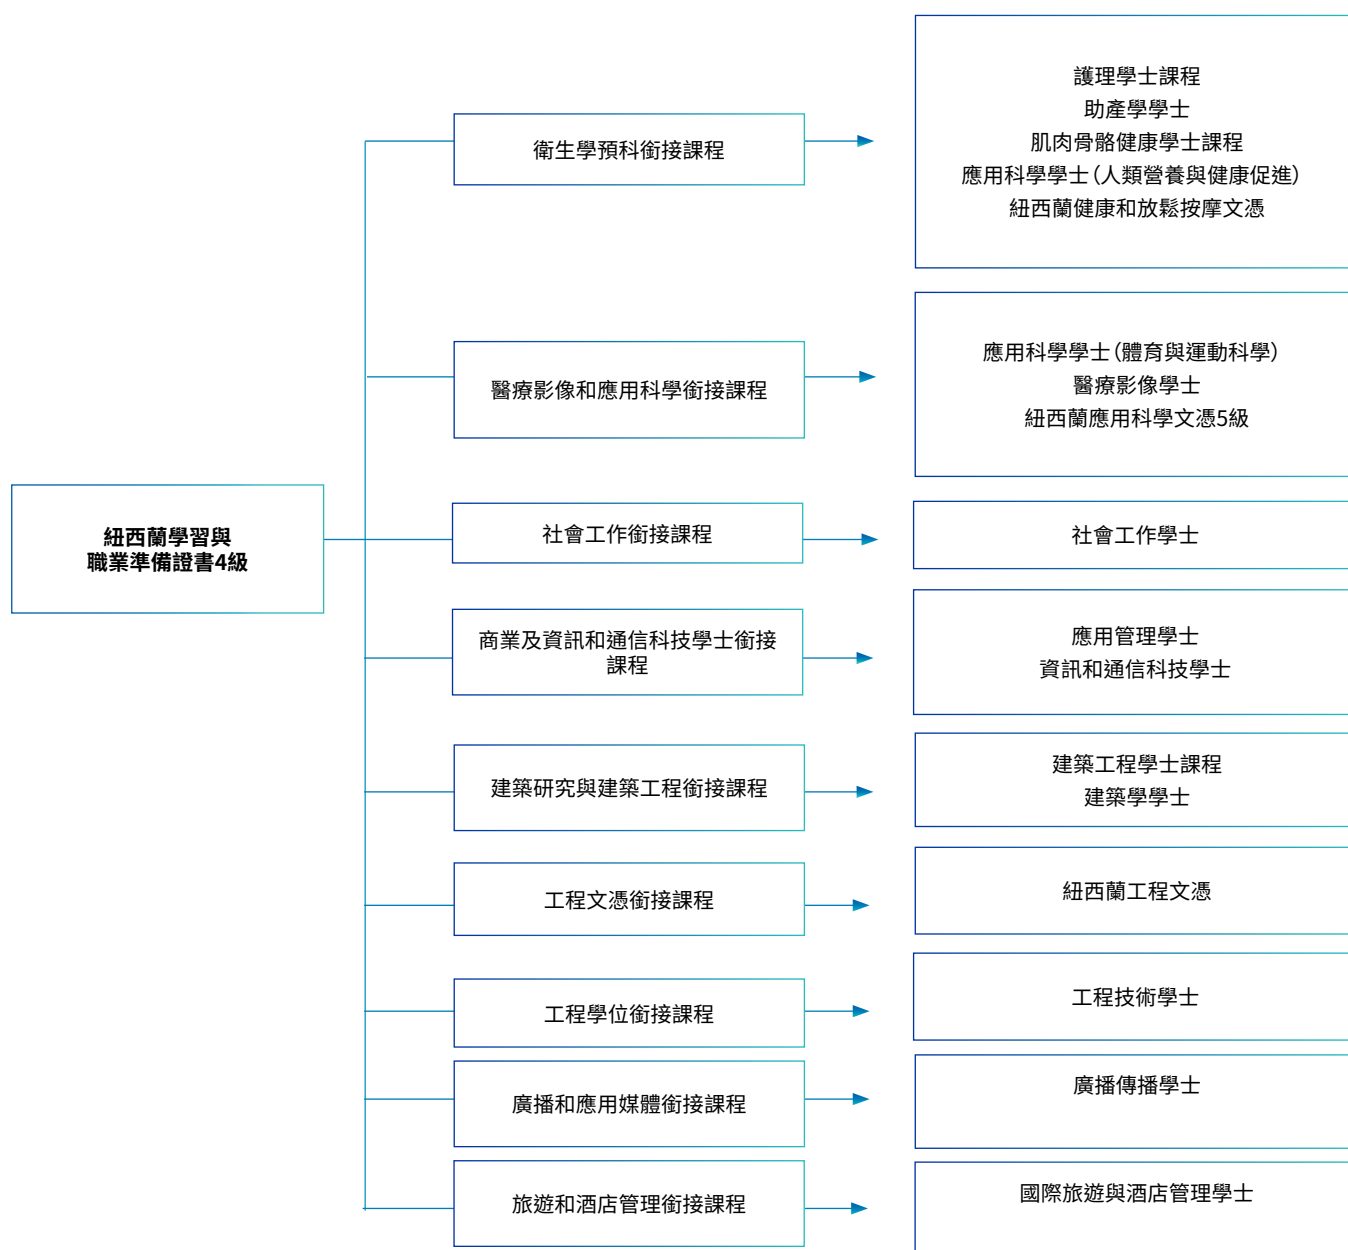 紐西蘭學習與
職業準備證書4級
衛生學預科銜接課程
護理學士課程
助產學學士
肌肉骨骼健康學士課程
應用科學學士（人類營養與健康促進）
紐西蘭健康和放鬆按摩文憑
醫療影像和應用科學銜接課程
應用科學學士（體育與運動科學）
醫療影像學士
紐西蘭應用科學文憑5級
社會工作銜接課程
社會工作學士
商業及資訊和通信科技學士銜接
課程
應用管理學士
資訊和通信科技學士
建築研究與建築工程銜接課程
建築工程學士課程
建築學學士
工程文憑銜接課程
紐西蘭工程文憑
工程學位銜接課程
工程技術學士
廣播和應用媒體銜接課程
廣播傳播學士
旅遊和酒店管理銜接課程
國際旅遊與酒店管理學士